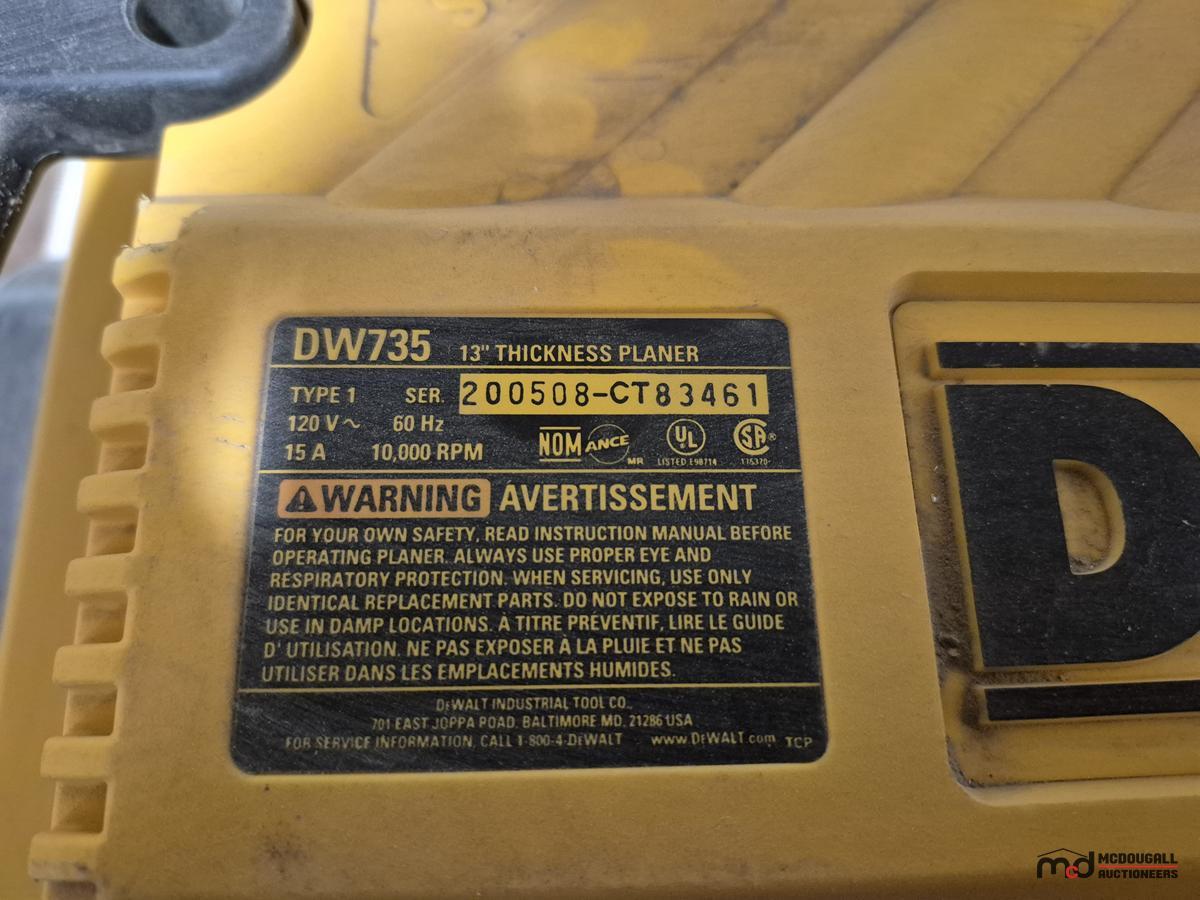 DW735 13" THICKNESS PLANER
TYPE 1 SER. 200508-CT83461
120 V~ 60 Hz
15 A 10,000 RPM
NOM ANCE MR UL LISTED E98714 SA®
WARNING AVERTISSEMENT
FOR YOUR OWN SAFETY, READ INSTRUCTION MANUAL BEFORE
OPERATING PLANER. ALWAYS USE PROPER EYE AND
RESPIRATORY PROTECTION. WHEN SERVICING, USE ONLY
IDENTICAL REPLACEMENT PARTS. DO NOT EXPOSE TO RAIN OR
USE IN DAMP LOCATIONS. À TITRE PRÉVENTIF, LIRE LE GUIDE
D' UTILISATION. NE PAS EXPOSER À LA PLUIE ET NE PAS
UTILISER DANS LES EMPLACEMENTS HUMIDES.
DEWALT INDUSTRIAL TOOL CO.,
701 EAST JOPPA ROAD, BALTIMORE MD, 21286 USA
FOR SERVICE INFORMATION, CALL 1-800-4-DEWALT www.DEWALT.com TCP
D
mcd MCDOUGALL
AUCTIONEERS